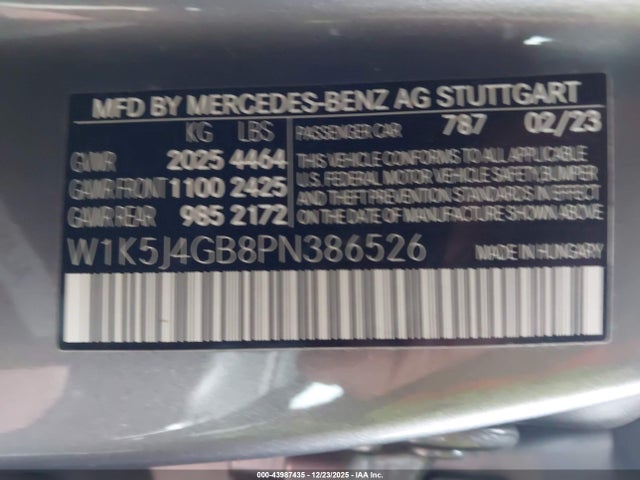 MFD BY MERCEDES-BENZ AG STUTTGART
KG LBS
GVWR 2025 4464
GAWR FRONT 1100 2425
GAWR REAR 985 2172
PASSENGER CAR 787 02/23
THIS VEHICLE CONFORMS TO ALL APPLICABLE
U.S. FEDERAL MOTOR VEHICLE SAFETY,BUMPER
AND THEFT PREVENTION STANDARDS IN EFFECT
ON THE DATE OF MANUFACTURE SHOWN ABOVE
W1K5J4GB8PN386526
MADE IN HUNGARY
000-43987435 - 12/23/2025 - IAA Inc.